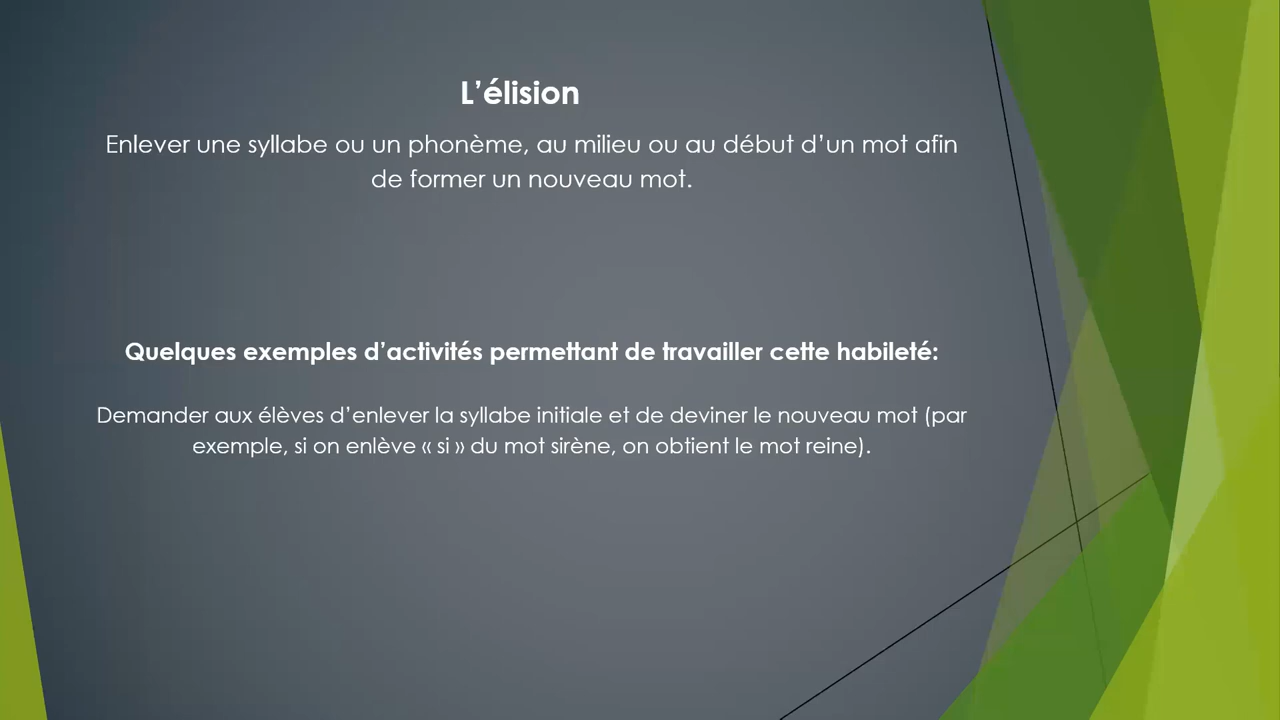 L’élision
Enlever une syllabe ou un phonème, au milieu ou au début d’un mot afin
de former un nouveau mot.
Quelques exemples d’activités permettant de travailler cette habileté:
Demander aux élèves d’enlever la syllabe initiale et de deviner le nouveau mot (par
exemple, si on enlève « si » du mot sirène, on obtient le mot reine).